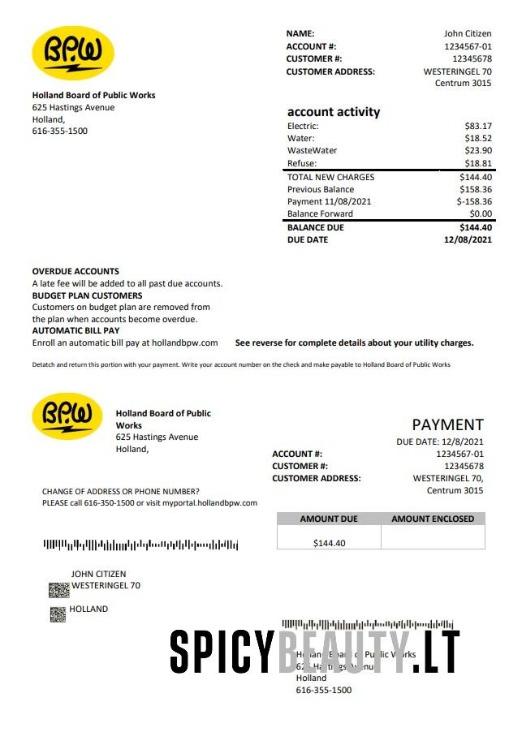 BPW
Holland Board of Public Works
625 Hastings Avenue
Holland,
616-355-1500
NAME: John Citizen
ACCOUNT #: 1234567-01
CUSTOMER #: 12345678
CUSTOMER ADDRESS: WESTERINGEL 70
Centrum 3015
account activity
Electric: $83.17
Water: $18.52
WasteWater $23.90
Refuse: $18.81
TOTAL NEW CHARGES $144.40
Previous Balance $158.36
Payment 11/08/2021 $-158.36
Balance Forward $0.00
BALANCE DUE $144.40
DUE DATE 12/08/2021
OVERDUE ACCOUNTS
A late fee will be added to all past due accounts.
BUDGET PLAN CUSTOMERS
Customers on budget plan are removed from
the plan when accounts become overdue.
AUTOMATIC BILL PAY
Enroll an automatic bill pay at hollandbpw.com See reverse for complete details about your utility charges.
Detatch and return this portion with your payment. Write your account number on the check and make payable to Holland Board of Public Works
BPW
Holland Board of Public
Works
625 Hastings Avenue
Holland,
PAYMENT
DUE DATE: 12/8/2021
ACCOUNT #: 1234567-01
CUSTOMER #: 12345678
CUSTOMER ADDRESS: WESTERINGEL 70,
Centrum 3015
CHANGE OF ADDRESS OR PHONE NUMBER?
PLEASE call 616-350-1500 or visit myportal.hollandbpw.com
AMOUNT DUE AMOUNT ENCLOSED
$144.40
JOHN CITIZEN
WESTERINGEL 70
HOLLAND
SPICYBEAUTY.LT
Holland Board of Public Works
625 Hastings Avenue
Holland
616-355-1500